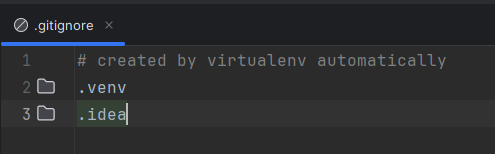 .gitignore
1 # created by virtualenv automatically
2 .venv
3 .idea